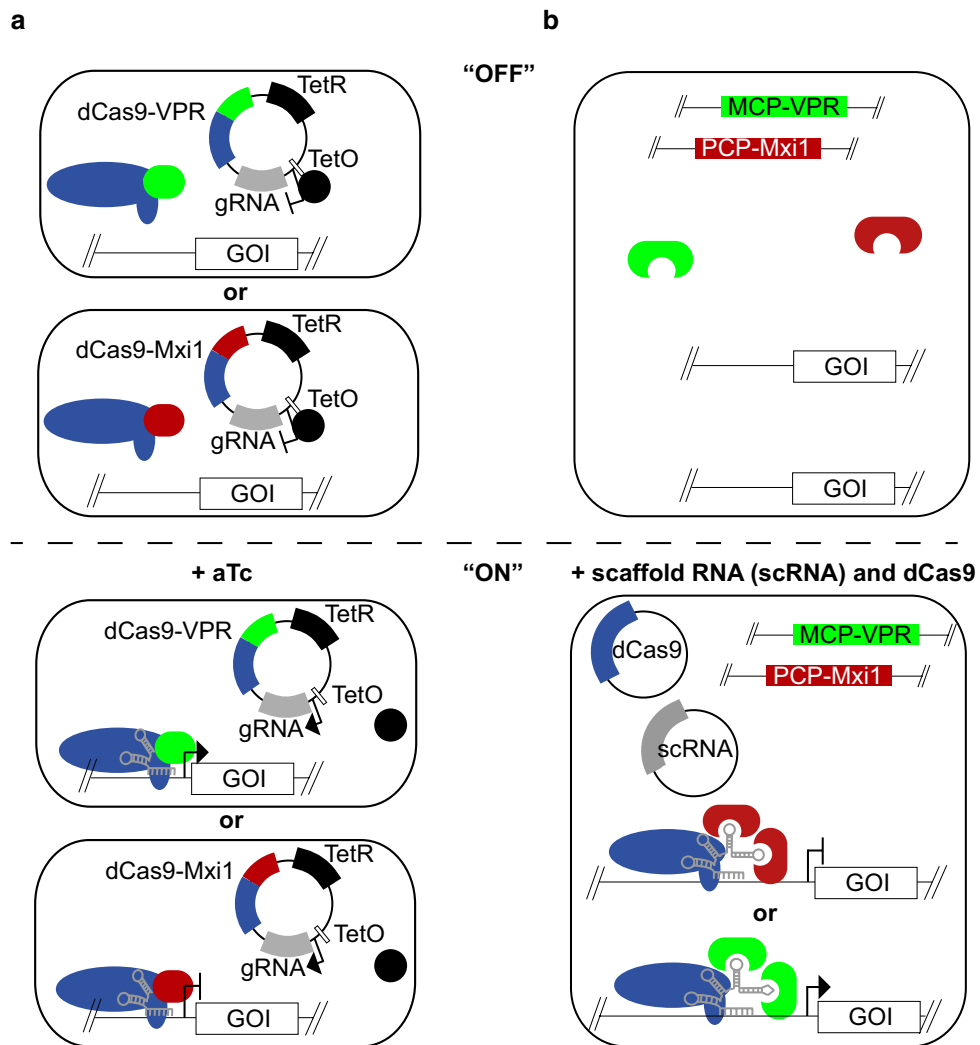 a
b
"OFF"
TetR
dCas9-VPR
TetO
gRNA
GOI
or
TetR
dCas9-Mxi1
TetO
gRNA
GOI
MCP-VPR
PCP-Mxi1
GOI
GOI
+ aTc
"ON"
+ scaffold RNA (scRNA) and dCas9
TetR
dCas9-VPR
TetO
gRNA
GOI
or
TetR
dCas9-Mxi1
TetO
gRNA
GOI
dCas9
MCP-VPR
PCP-Mxi1
scRNA
GOI
or
GOI